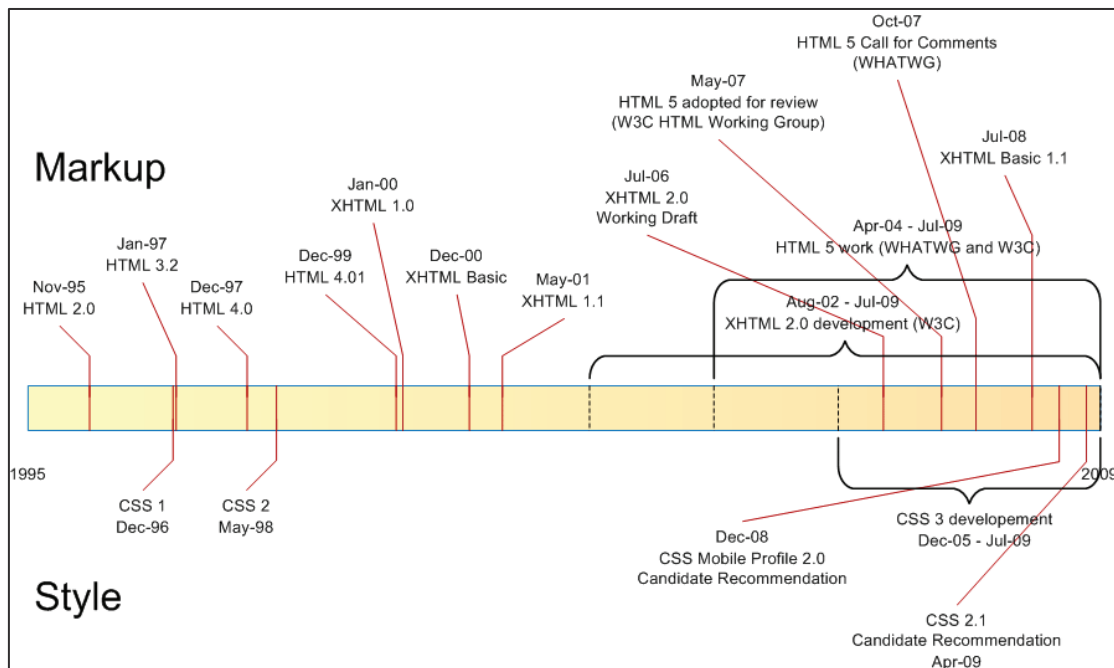 Oct-07
HTML 5 Call for Comments
(WHATWG)
May-07
HTML 5 adopted for review
(W3C HTML Working Group)
Jul-08
XHTML Basic 1.1
Markup
Jul-06
XHTML 2.0
Working Draft
Jan-00
XHTML 1.0
Apr-04 - Jul-09
HTML 5 work (WHATWG and W3C)
Jan-97
HTML 3.2
Dec-99
HTML 4.01
Dec-00
XHTML Basic
May-01
XHTML 1.1
Nov-95
HTML 2.0
Dec-97
HTML 4.0
Aug-02 - Jul-09
XHTML 2.0 development (W3C)
1995
2009
CSS 1
Dec-96
CSS 2
May-98
CSS 3 developement
Dec-05 - Jul-09
Dec-08
CSS Mobile Profile 2.0
Candidate Recommendation
Style
CSS 2.1
Candidate Recommendation
Apr-09